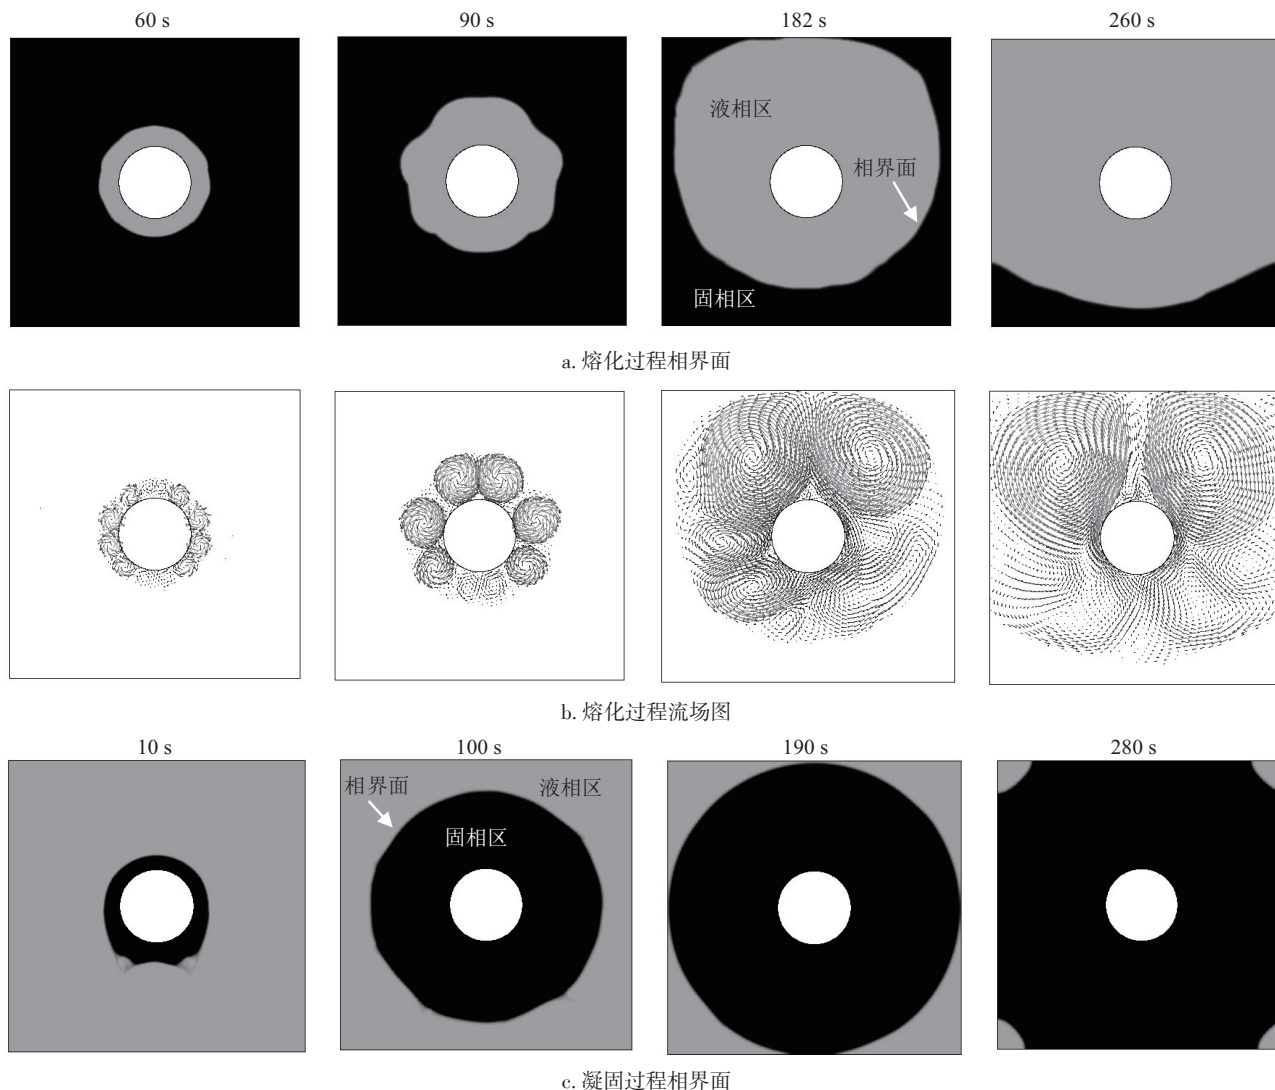 60 s 90 s 182 s 260 s
液相区
相界面
固相区
a. 熔化过程相界面
b. 熔化过程流场图
10 s 100 s 190 s 280 s
相界面 液相区
固相区
c. 凝固过程相界面